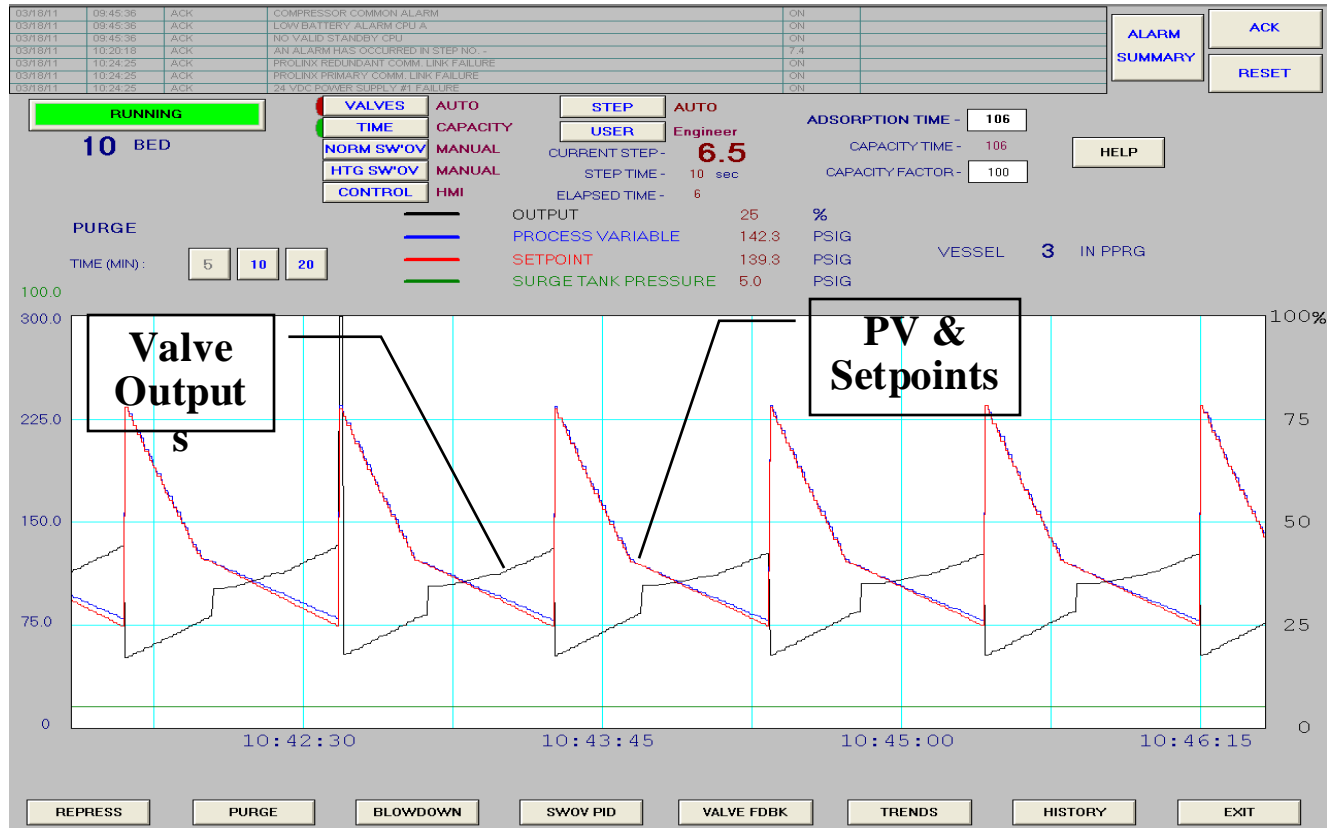 03/18/11 09:45:36 ACK COMPRESSOR COMMON ALARM ON
03/18/11 09:45:36 ACK LOW BATTERY ALARM CPU A ON
03/18/11 09:45:36 ACK NO VALID STANDBY CPU ON
03/18/11 10:20:18 ACK AN ALARM HAS OCCURRED IN STEP NO. - 7.4
03/18/11 10:24:25 ACK PROLINX REDUNDANT COMM. LINK FAILURE ON
03/18/11 10:24:25 ACK PROLINX PRIMARY COMM. LINK FAILURE ON
03/18/11 10:24:25 ACK 24 VDC POWER SUPPLY #1 FAILURE ON
ALARM SUMMARY
ACK
RESET
RUNNING
10 BED
VALVES AUTO
TIME CAPACITY
NORM SW'OV MANUAL
HTG SW'OV MANUAL
CONTROL HMI
STEP AUTO
USER Engineer
CURRENT STEP- 6.5
STEP TIME - 10 sec
ELAPSED TIME - 6
ADSORPTION TIME - 106
CAPACITY TIME - 106
CAPACITY FACTOR - 100
HELP
PURGE
TIME (MIN) : 5 10 20
OUTPUT 25 %
PROCESS VARIABLE 142.3 PSIG
SETPOINT 139.3 PSIG
SURGE TANK PRESSURE 5.0 PSIG
VESSEL 3 IN PPRG
100.0
300.0
225.0
150.0
75.0
0
Valve
Output
s
PV &
Setpoints
100%
75
50
25
0
10:42:30 10:43:45 10:45:00 10:46:15
REPRESS PURGE BLOWDOWN SWOV PID VALVE FDBK TRENDS HISTORY EXIT